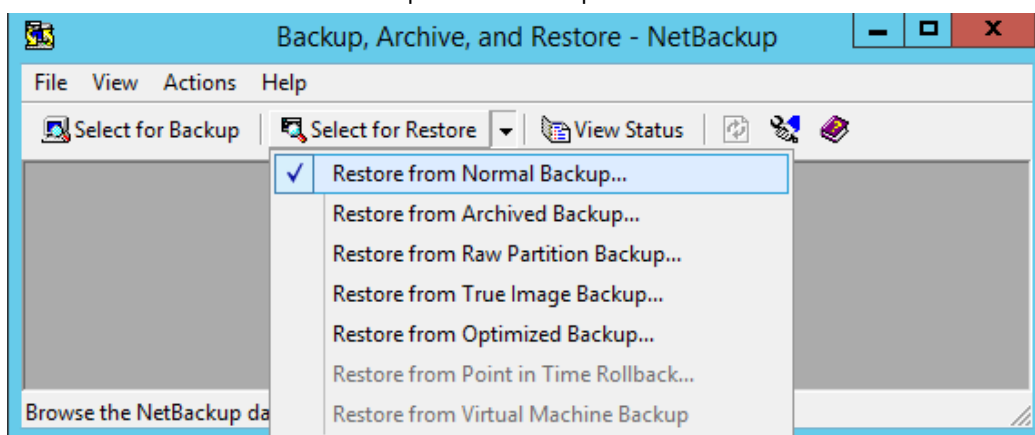 Backup, Archive, and Restore - NetBackup
File View Actions Help
Select for Backup Select for Restore View Status
Restore from Normal Backup...
Restore from Archived Backup...
Restore from Raw Partition Backup...
Restore from True Image Backup...
Restore from Optimized Backup...
Restore from Point in Time Rollback...
Browse the NetBackup da
Restore from Virtual Machine Backup